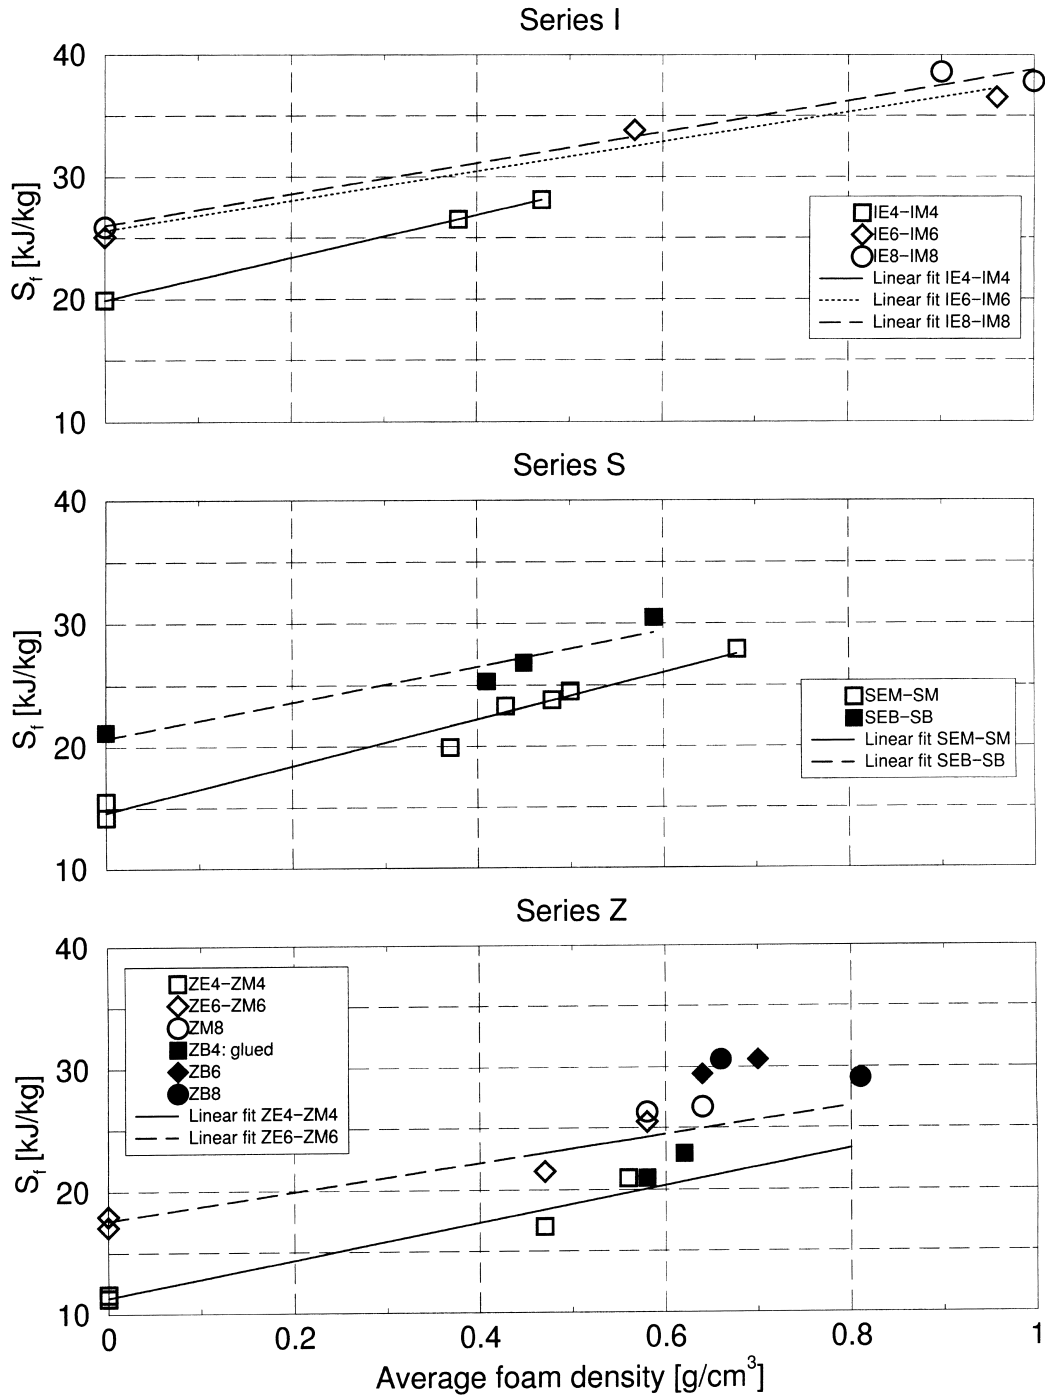 Series I
40
30
20
10
S_f [kJ/kg]
IE4−IM4
IE6−IM6
IE8−IM8
Linear fit IE4−IM4
Linear fit IE6−IM6
Linear fit IE8−IM8
Series S
40
30
20
10
S_f [kJ/kg]
SEM−SM
SEB−SB
Linear fit SEM−SM
Linear fit SEB−SB
Series Z
40
30
20
10
S_f [kJ/kg]
ZE4−ZM4
ZE6−ZM6
ZM8
ZB4: glued
ZB6
ZB8
Linear fit ZE4−ZM4
Linear fit ZE6−ZM6
0 0.2 0.4 0.6 0.8 1
Average foam density [g/cm³]